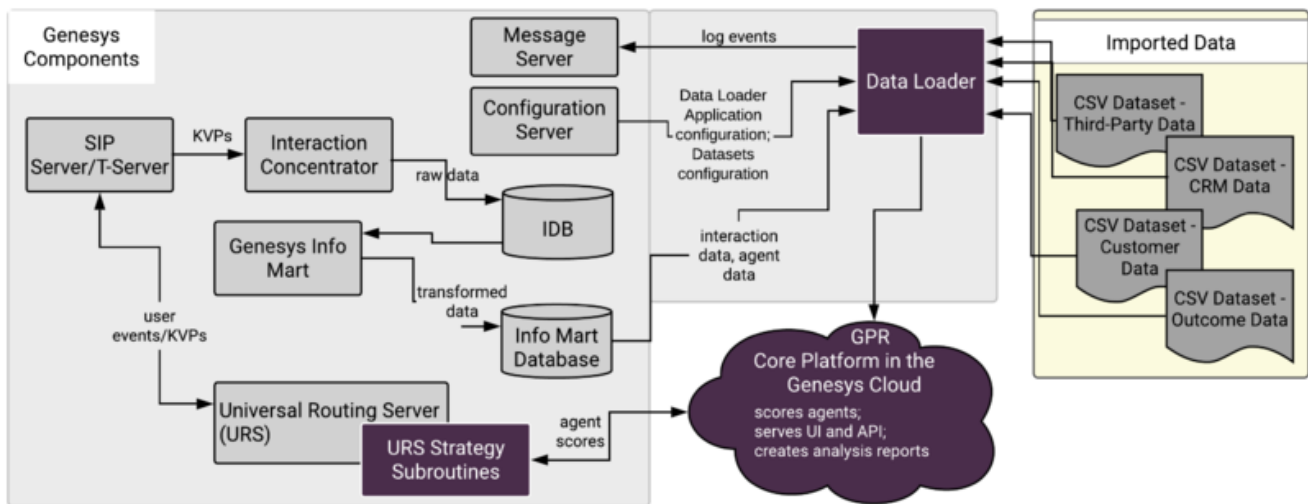 Genesys
Components
Message
Server
log events
Data Loader
Imported Data
Configuration
Server
Data Loader
Application
configuration;
Datasets
configuration
CSV Dataset -
Third-Party Data
CSV Dataset -
CRM Data
CSV Dataset -
Customer
Data
CSV Dataset -
Outcome Data
SIP
Server/T-Server
KVPs
Interaction
Concentrator
raw data
IDB
Genesys Info
Mart
transformed
data
Info Mart
Database
interaction
data, agent
data
user
events/KVPs
Universal Routing Server
(URS)
URS Strategy
Subroutines
agent
scores
GPR
Core Platform in the
Genesys Cloud
scores agents;
serves UI and API;
creates analysis reports